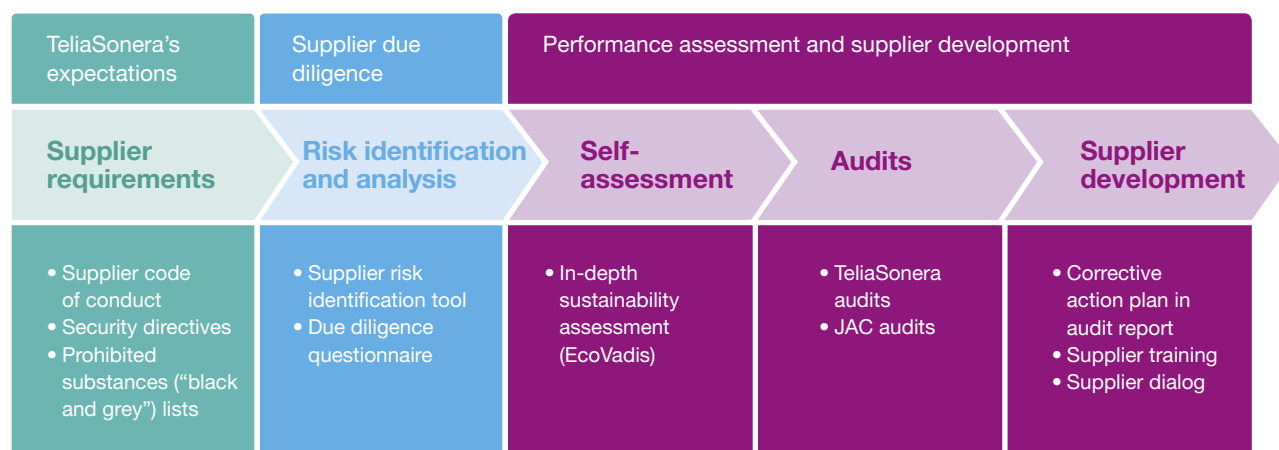 TeliaSonera's
expectations
Supplier due
diligence
Performance assessment and supplier development
Supplier
requirements
Risk identification
and analysis
Self-
assessment
Audits
Supplier
development
• Supplier code
of conduct
• Security directives
• Prohibited
substances (“black
and grey”) lists
• Supplier risk
identification tool
• Due diligence
questionnaire
• In-depth
sustainability
assessment
(EcoVadis)
• TeliaSonera
audits
• JAC audits
• Corrective
action plan in
audit report
• Supplier training
• Supplier dialog